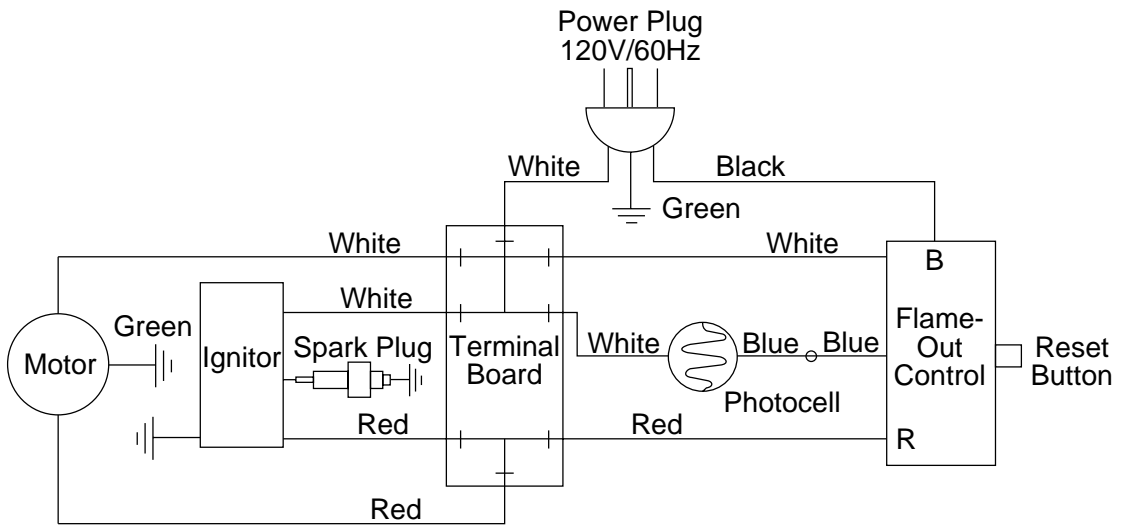 Power Plug
120V/60Hz
White
Black
Green
White
White
B
White
Green
Motor
Ignitor
Spark Plug
Terminal
Board
White
Blue
Blue
Photocell
Flame-
Out
Control
Reset
Button
Red
Red
R
Red